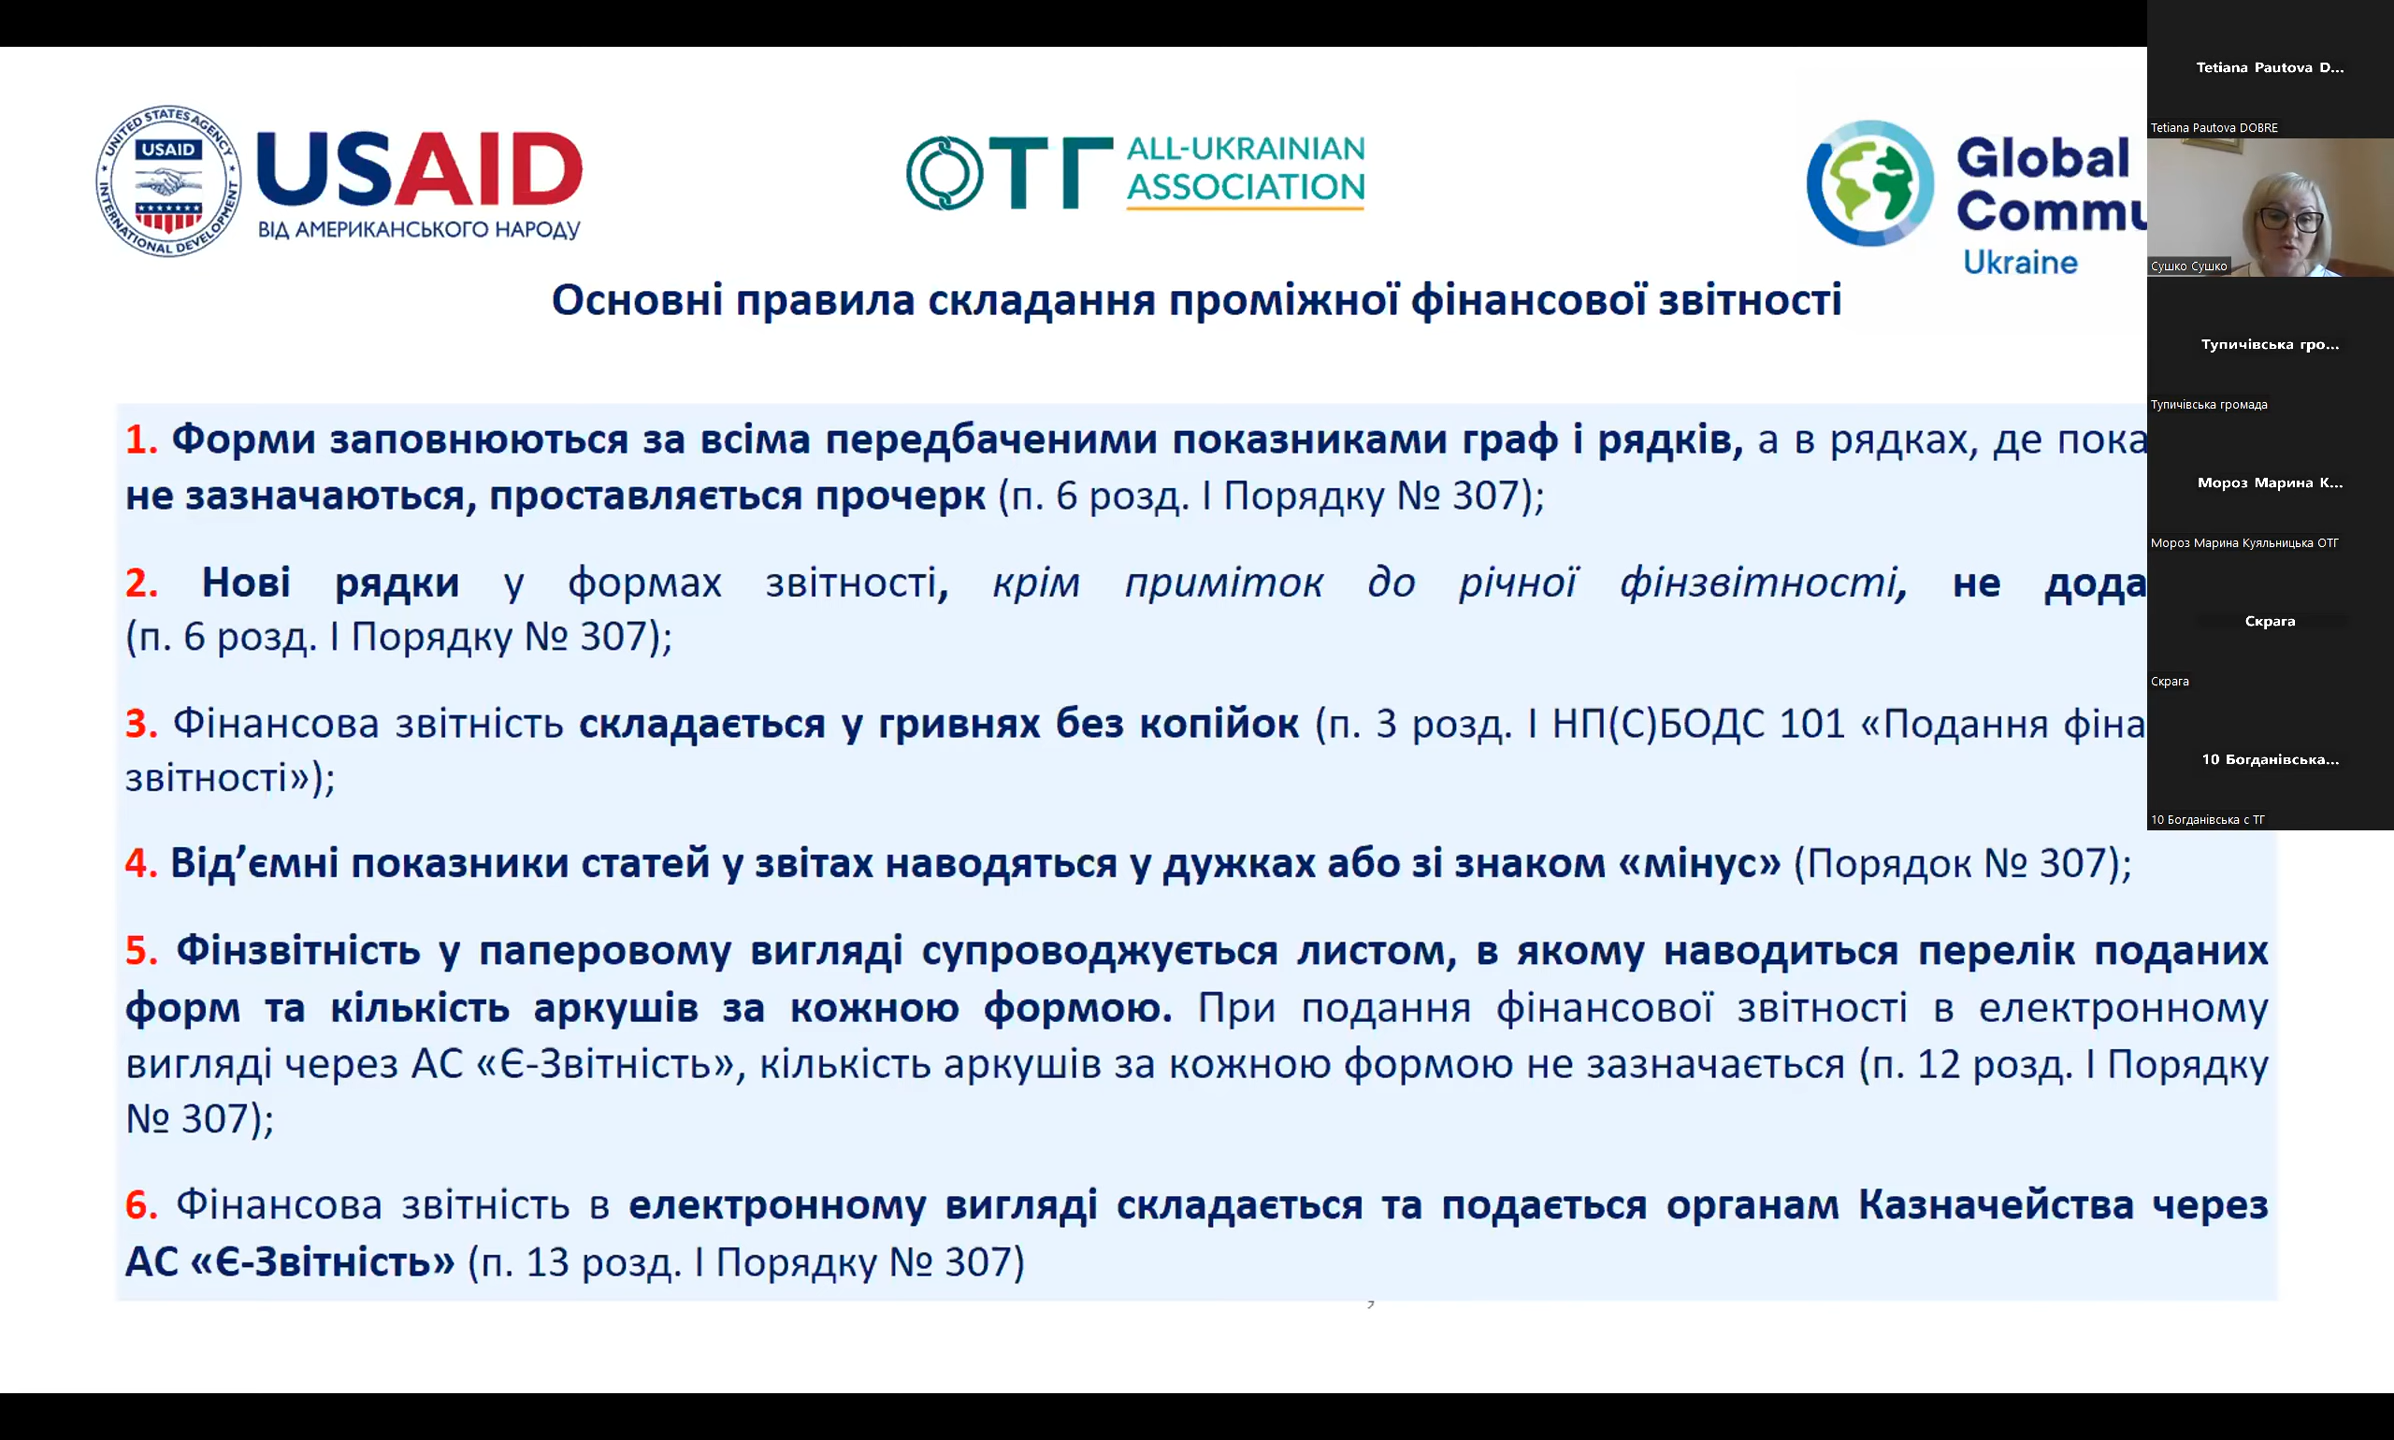 UNITED STATES AGENCY
USAID
INTERNATIONAL DEVELOPMENT
USAID
ВІД АМЕРИКАНСЬКОГО НАРОДУ
ОТГ ALL-UKRAINIAN
ASSOCIATION
Global
Commu
Ukraine
Основні правила складання проміжної фінансової звітності
1. Форми заповнюються за всіма передбаченими показниками граф і рядків, а в рядках, де пока
не зазначаються, проставляється прочерк (п. 6 розд. І Порядку № 307);
2. Нові рядки у формах звітності, крім приміток до річної фінзвітності, не дода
(п. 6 розд. І Порядку № 307);
3. Фінансова звітність складається у гривнях без копійок (п. 3 розд. І НП(С)БОДС 101 «Подання фіна
звітності»);
4. Від’ємні показники статей у звітах наводяться у дужках або зі знаком «мінус» (Порядок № 307);
5. Фінзвітність у паперовому вигляді супроводжується листом, в якому наводиться перелік поданих
форм та кількість аркушів за кожною формою. При подання фінансової звітності в електронному
вигляді через АС «Є-Звітність», кількість аркушів за кожною формою не зазначається (п. 12 розд. І Порядку
№ 307);
6. Фінансова звітність в електронному вигляді складається та подається органам Казначейства через
АС «Є-Звітність» (п. 13 розд. І Порядку № 307)
;
Tetiana Pautova D...
Tetiana Pautova DOBRE
Сушко Сушко
Тупичівська гро...
Тупичівська громада
Мороз Марина К...
Мороз Марина Куяльницька ОТГ
Скрага
Скрага
10 Богданівська...
10 Богданівська с ТГ